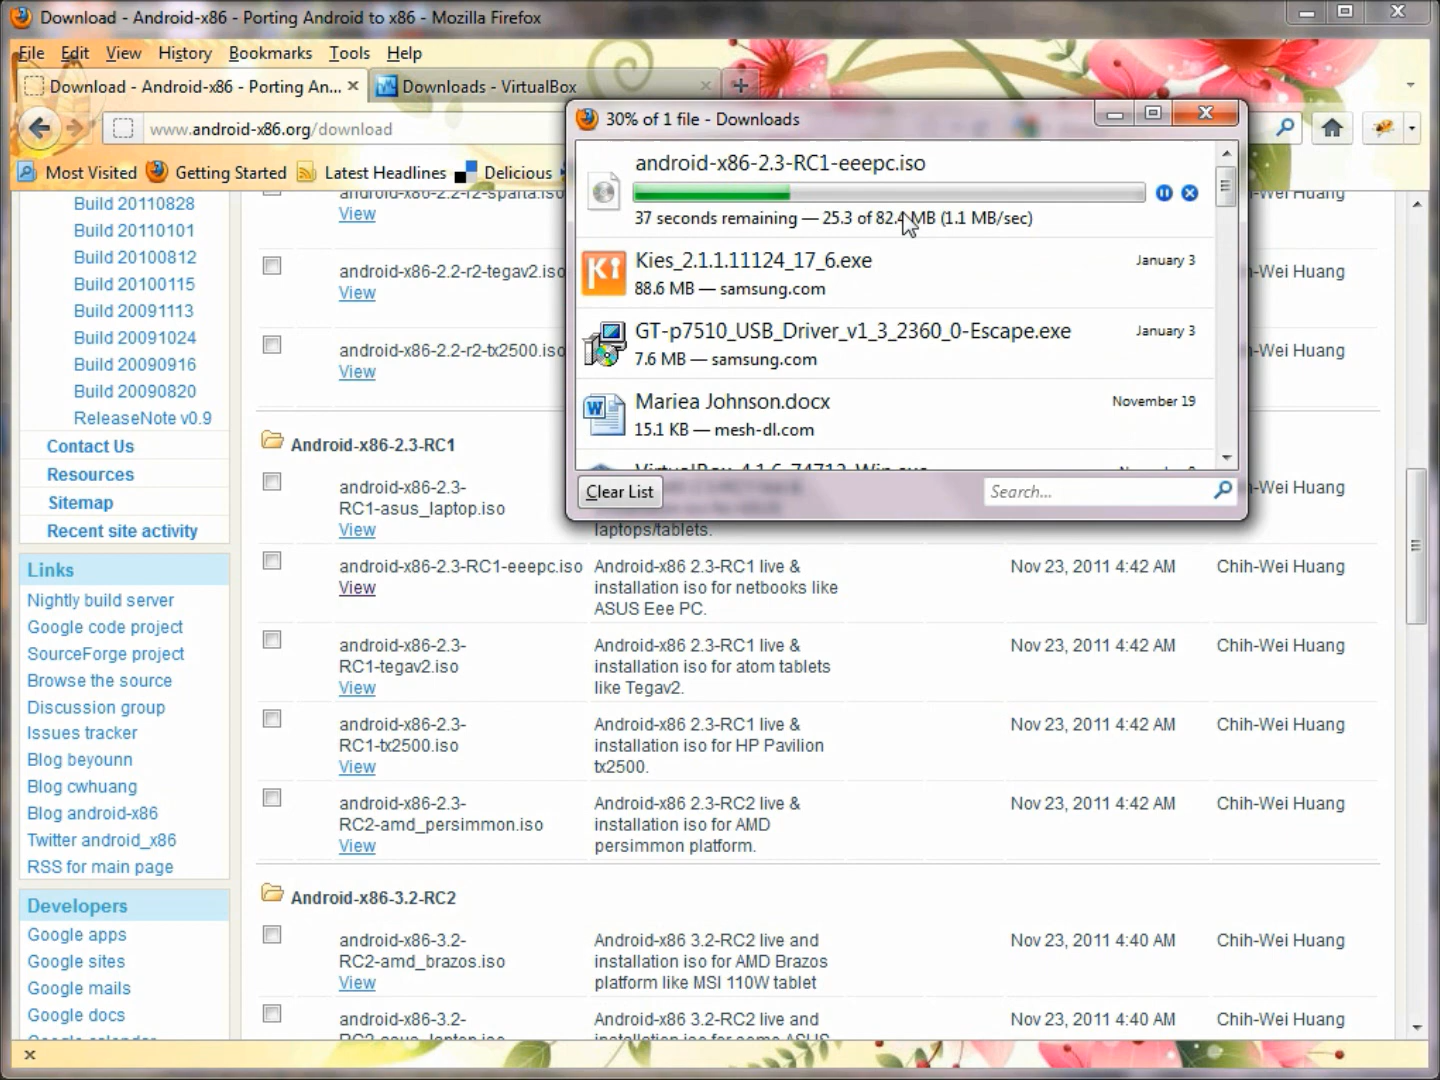 Download - Android-x86 - Porting Android to x86 - Mozilla Firefox
File Edit View History Bookmarks Tools Help
Download - Android-x86 - Porting An...
Downloads - VirtualBox
www.android-x86.org/download
Most Visited Getting Started Latest Headlines Delicious
30% of 1 file - Downloads
android-x86-2.3-RC1-eeepc.iso
37 seconds remaining — 25.3 of 82.4 MB (1.1 MB/sec)
Kies_2.1.1.11124_17_6.exe
January 3
88.6 MB — samsung.com
GT-p7510_USB_Driver_v1_3_2360_0-Escape.exe
January 3
7.6 MB — samsung.com
Mariea Johnson.docx
November 19
15.1 KB — mesh-dl.com
Clear List
Search...
Build 20110828
Build 20110101
Build 20100812
Build 20100115
Build 20091113
Build 20091024
Build 20090916
Build 20090820
ReleaseNote v0.9
Contact Us
Resources
Sitemap
Recent site activity
Links
Nightly build server
Google code project
SourceForge project
Browse the source
Discussion group
Issues tracker
Blog beyounn
Blog cwhuang
Blog android-x86
Twitter android_x86
RSS for main page
Developers
Google apps
Google sites
Google mails
Google docs
android-x86-2.2-r2-sparta.iso
View
android-x86-2.2-r2-tegav2.iso
View
-Wei Huang
android-x86-2.2-r2-tx2500.iso
View
-Wei Huang
Android-x86-2.3-RC1
android-x86-2.3-
RC1-asus_laptop.iso
View
laptops/tablets.
-Wei Huang
android-x86-2.3-RC1-eeepc.iso
View
Android-x86 2.3-RC1 live &
installation iso for netbooks like
ASUS Eee PC.
Nov 23, 2011 4:42 AM
Chih-Wei Huang
android-x86-2.3-
RC1-tegav2.iso
View
Android-x86 2.3-RC1 live &
installation iso for atom tablets
like Tegav2.
Nov 23, 2011 4:42 AM
Chih-Wei Huang
android-x86-2.3-
RC1-tx2500.iso
View
Android-x86 2.3-RC1 live &
installation iso for HP Pavilion
tx2500.
Nov 23, 2011 4:42 AM
Chih-Wei Huang
android-x86-2.3-
RC2-amd_persimmon.iso
View
Android-x86 2.3-RC2 live &
installation iso for AMD
persimmon platform.
Nov 23, 2011 4:42 AM
Chih-Wei Huang
Android-x86-3.2-RC2
android-x86-3.2-
RC2-amd_brazos.iso
View
Android-x86 3.2-RC2 live and
installation iso for AMD Brazos
platform like MSI 110W tablet
Nov 23, 2011 4:40 AM
Chih-Wei Huang
android-x86-3.2-
Android-x86 3.2-RC2 live and
Nov 23, 2011 4:40 AM
Chih-Wei Huang